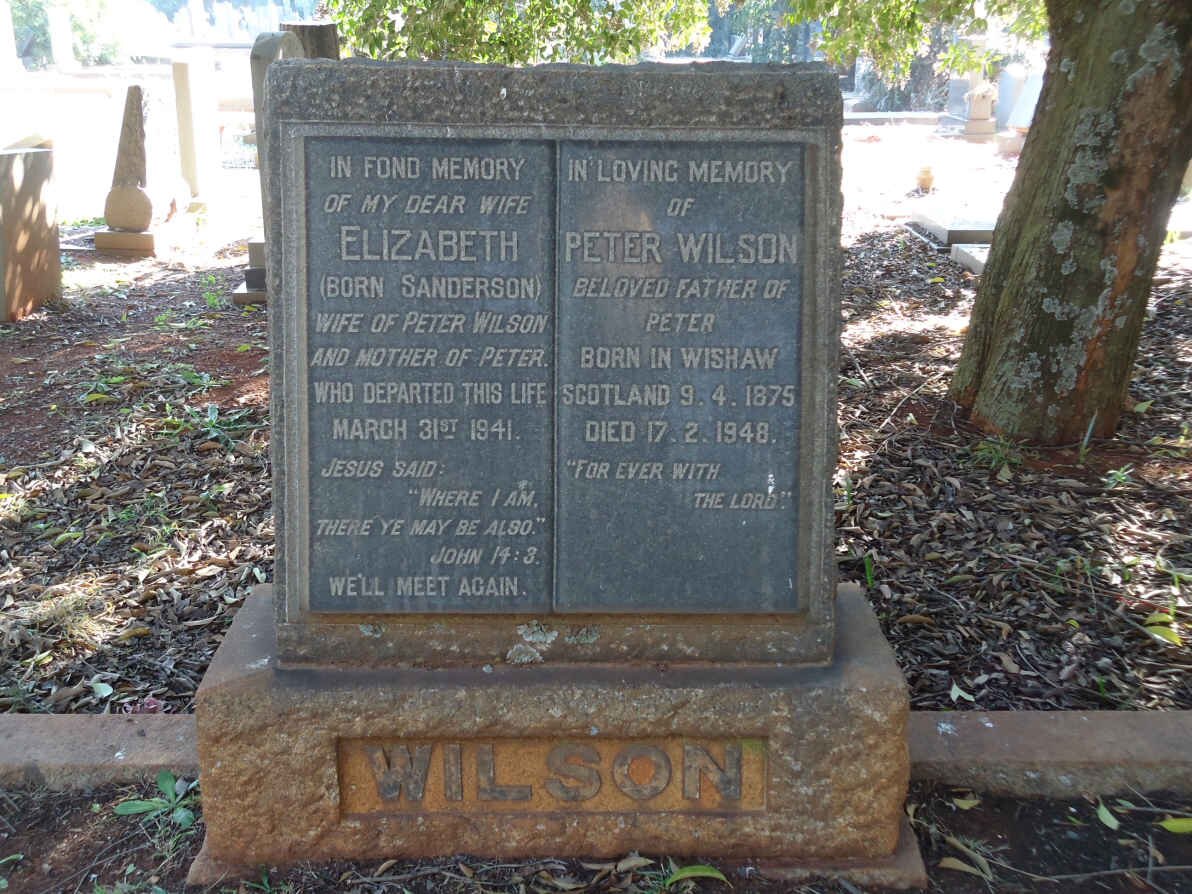 IN FOND MEMORY
OF MY DEAR WIFE
ELIZABETH
(BORN SANDERSON)
WIFE OF PETER WILSON
AND MOTHER OF PETER.
WHO DEPARTED THIS LIFE
MARCH 31ST 1941.
JESUS SAID:
"WHERE I AM,
THERE YE MAY BE ALSO."
JOHN 14:3.
WE'LL MEET AGAIN.
IN LOVING MEMORY
OF
PETER WILSON
BELOVED FATHER OF
PETER
BORN IN WISHAW
SCOTLAND 9.4.1875
DIED 17.2.1948.
"FOR EVER WITH
THE LORD."
WILSON